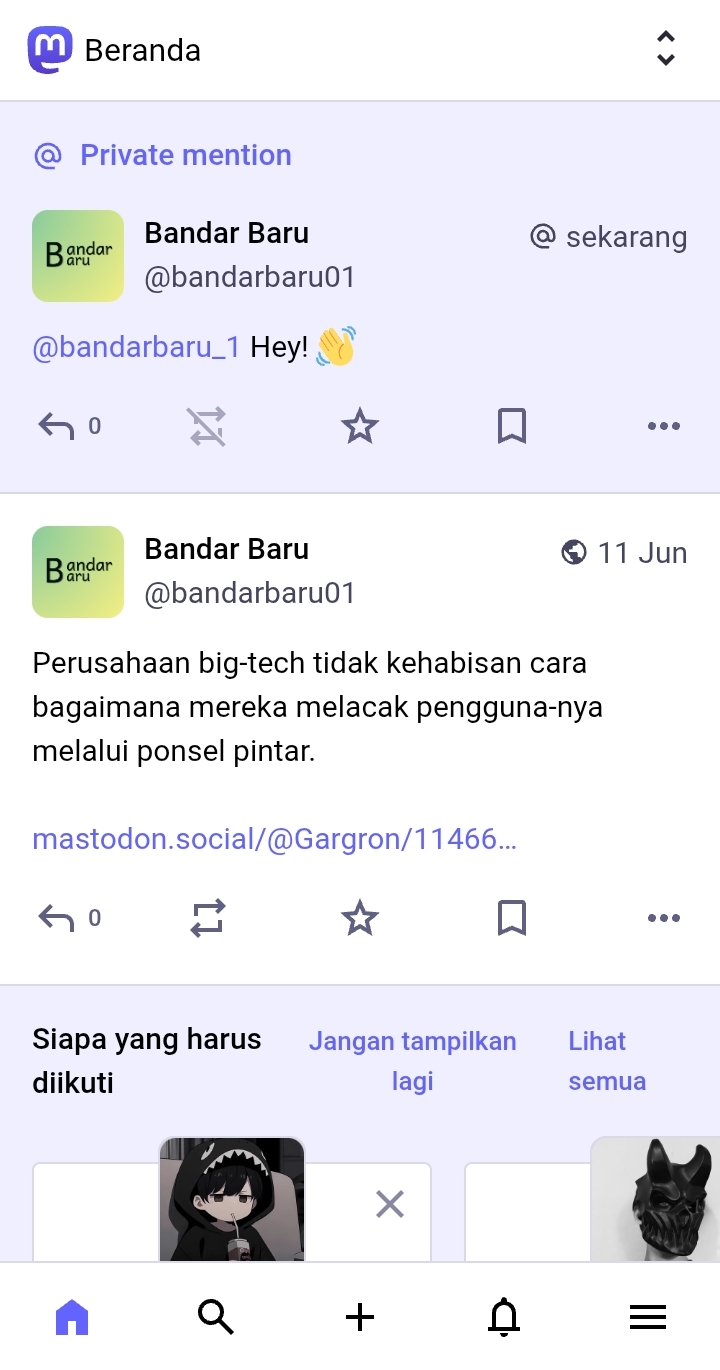 Beranda
Private mention
Bandar Baru
@ sekarang
@bandarbaru01
@bandarbaru_1 Hey! 👋
0
Bandar Baru
11 Jun
@bandarbaru01
Perusahaan big-tech tidak kehabisan cara
bagaimana mereka melacak pengguna-nya
melalui ponsel pintar.
mastodon.social/@Gargron/11466...
0
Siapa yang harus
diikuti
Jangan tampilkan
lagi
Lihat
semua